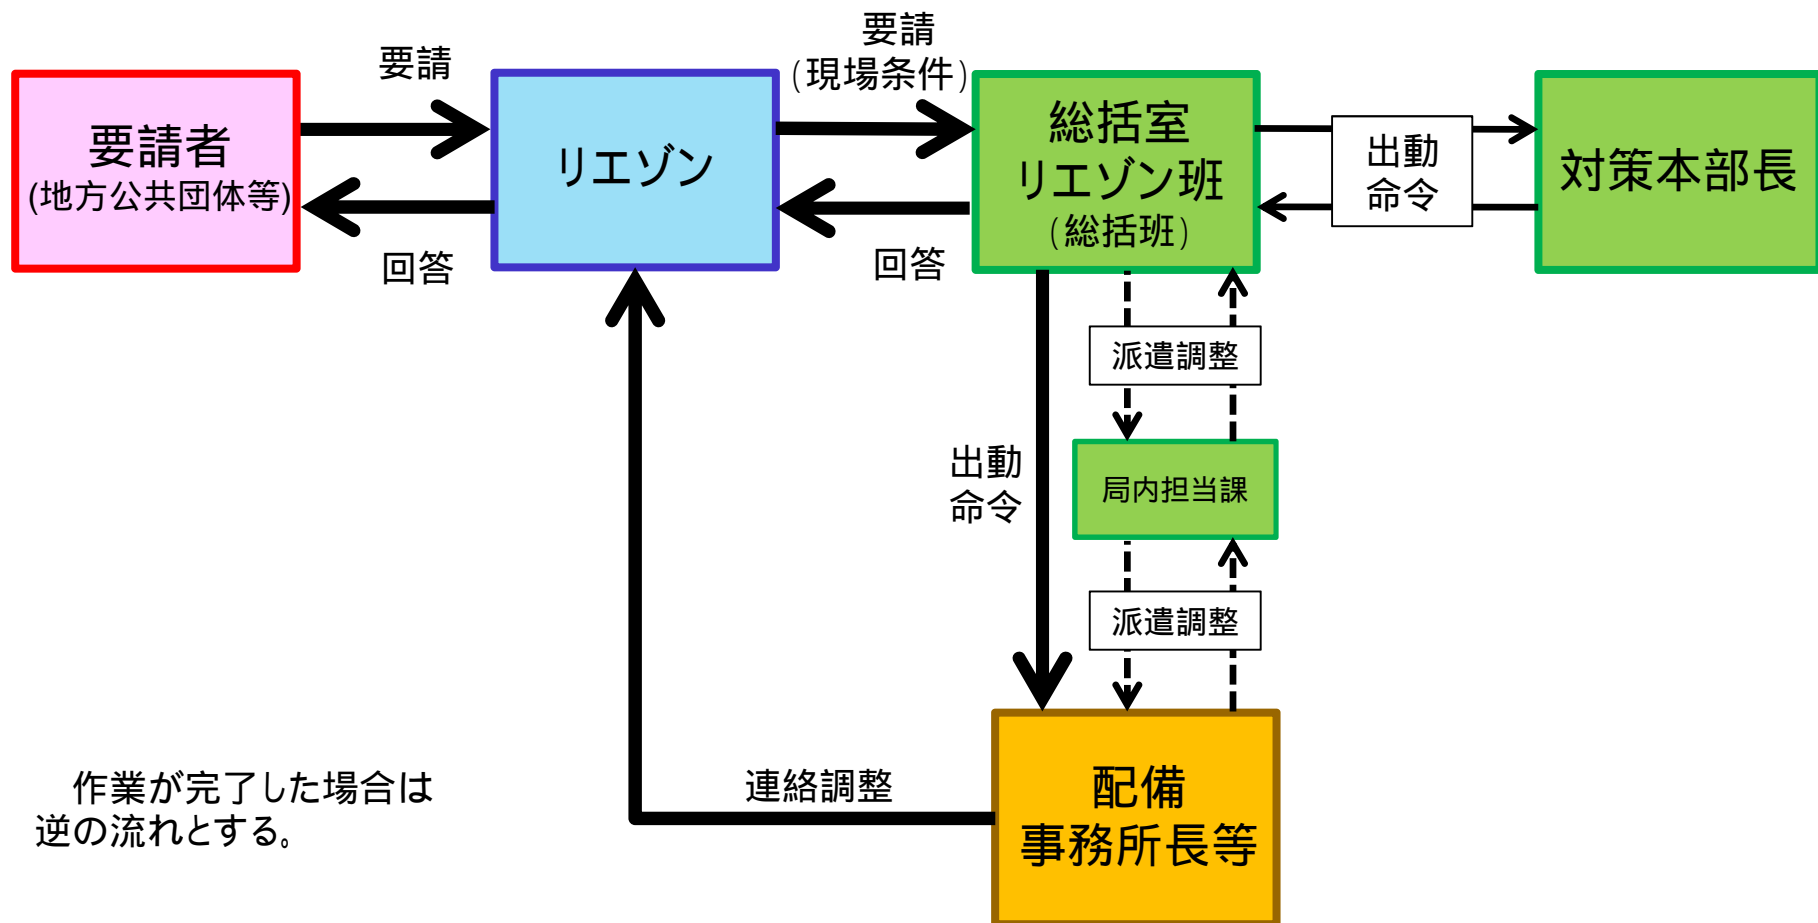 要請
要請
(現場条件)
要請者
(地方公共団体等)
リエゾン
総括室
リエゾン班
(総括班)
出動
命令
対策本部長
回答
回答
派遣調整
出動
命令
局内担当課
派遣調整
連絡調整
配備
事務所長等
作業が完了した場合は
逆の流れとする。